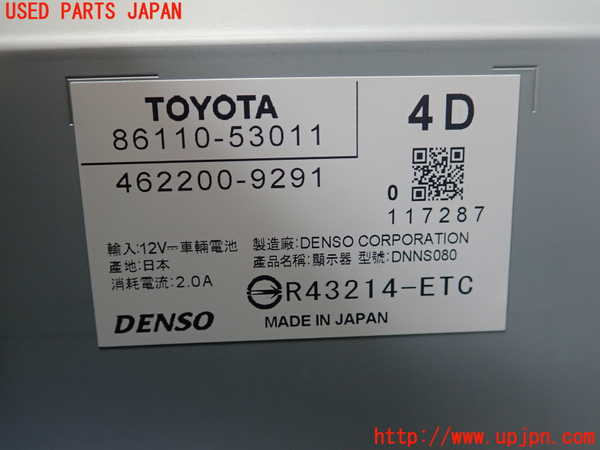 USED PARTS JAPAN
TOYOTA
86110-53011
4D
462200-9291
0
117287
輸入:12V⎓車輛電池
製造廠:DENSO CORPORATION
產地:日本
產品名稱:顯示器 型號:DNNS080
消耗電流:2.0A
R43214-ETC
DENSO
MADE IN JAPAN
http://www.upjpn.com/